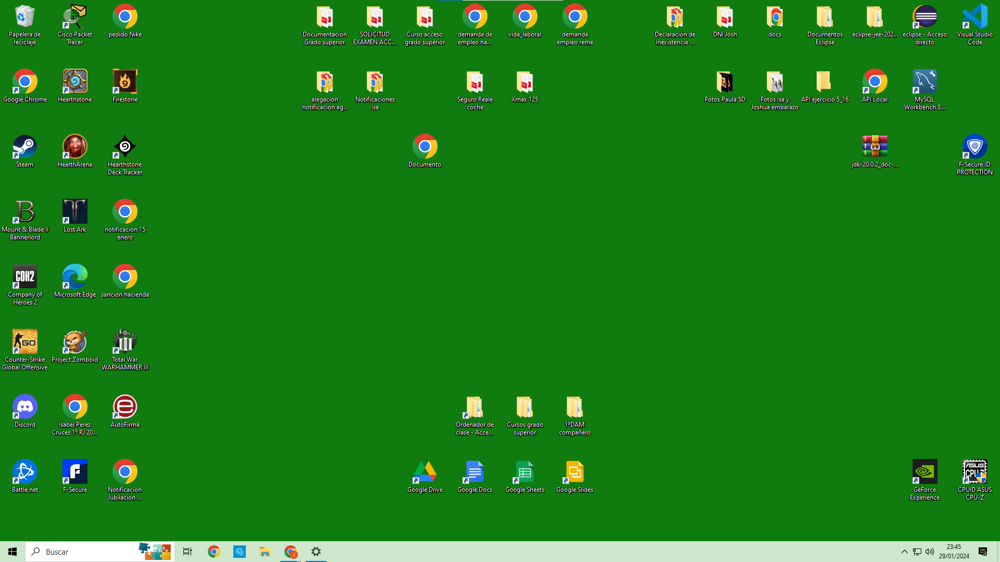 Papelera de
reciclaje
Cisco Packet
Tracer
pedido Nike
Documentación
Grado superior
SOLICITUD
EXAMEN ACC...
Curso acceso
grado superior
demanda de
empleo ha...
vida_laboral
demanda
empleo reme
Declaración de
Inexistencia ...
DNI Josh
docs
Documentos
Eclipse
eclipse-jee-202...
eclipse - Acceso
directo
Visual Studio
Code
Google Chrome
Hearthstone
Firestone
alegacion
notificacion ag...
Notificaciones
Isa
Seguro Reale
coche
Xmax 125
Fotos Paula 5D
Fotos Isa y
Joshua embarazo
API ejercicio 5_16
API Local
MySQL
Workbench 8...
Steam
HearthArena
Hearthstone
Deck Tracker
Documento
jdk-20.0.2_doc-...
F-Secure ID
PROTECTION
Mount & Blade II
Bannerlord
Lost Ark
notificacion 15
enero
COH2
Company of
Heroes 2
Microsoft Edge
sancion hacienda
GO
Counter-Strike
Global Offensive
Project Zomboid
Total War
WARHAMMER III
Discord
Isabel Perez
Cruces 1º RJ 20...
AutoFirma
Ordenador de
clase - Acce...
Cursos grado
superior
1ºDAM
compañero
Battle.net
F-Secure
Notificacion
Jubilacion ...
Google Drive
Google Docs
Google Sheets
Google Slides
GeForce
Experience
ASUS
CPU-Z
CPUID ASUS
CPU-Z
Buscar
J
23:45
29/01/2024